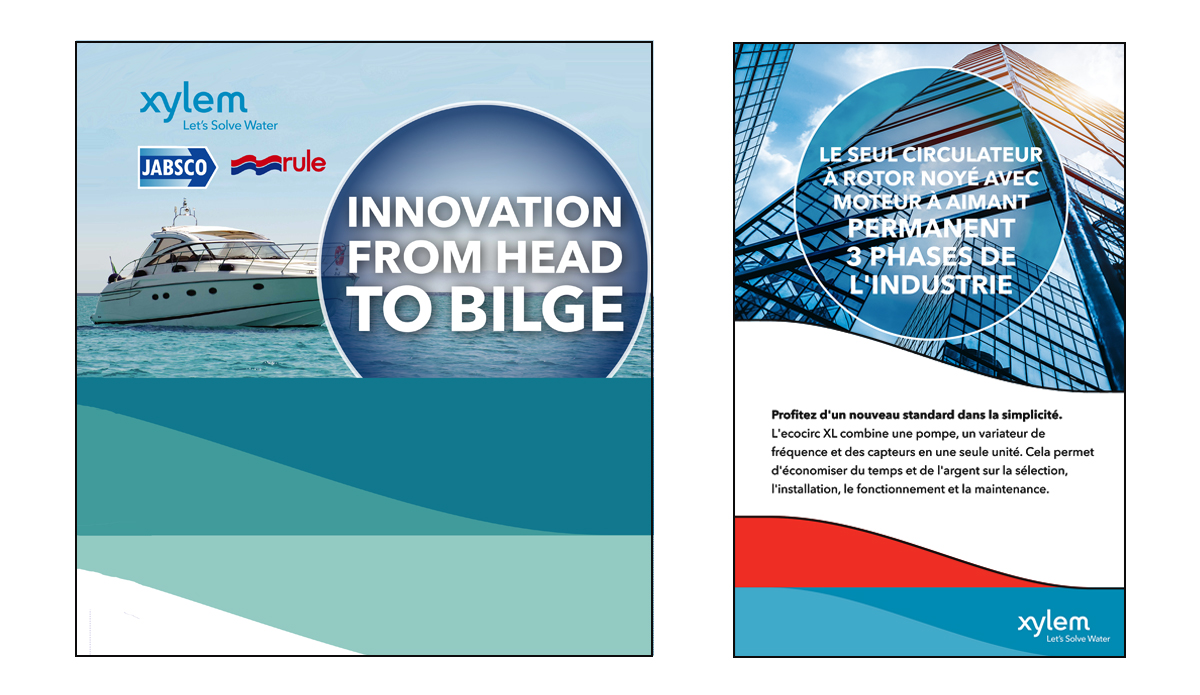 xylem
Let's Solve Water
JABSCO
rule
INNOVATION
FROM HEAD
TO BILGE
LE SEUL CIRCULATEUR
À ROTOR NOYÉ AVEC
MOTEUR À AIMANT
PERMANENT
3 PHASES DE
L'INDUSTRIE
Profitez d'un nouveau standard dans la simplicité.
L'ecocirc XL combine une pompe, un variateur de
fréquence et des capteurs en une seule unité. Cela permet
d'économiser du temps et de l'argent sur la sélection,
l'installation, le fonctionnement et la maintenance.
xylem
Let's Solve Water